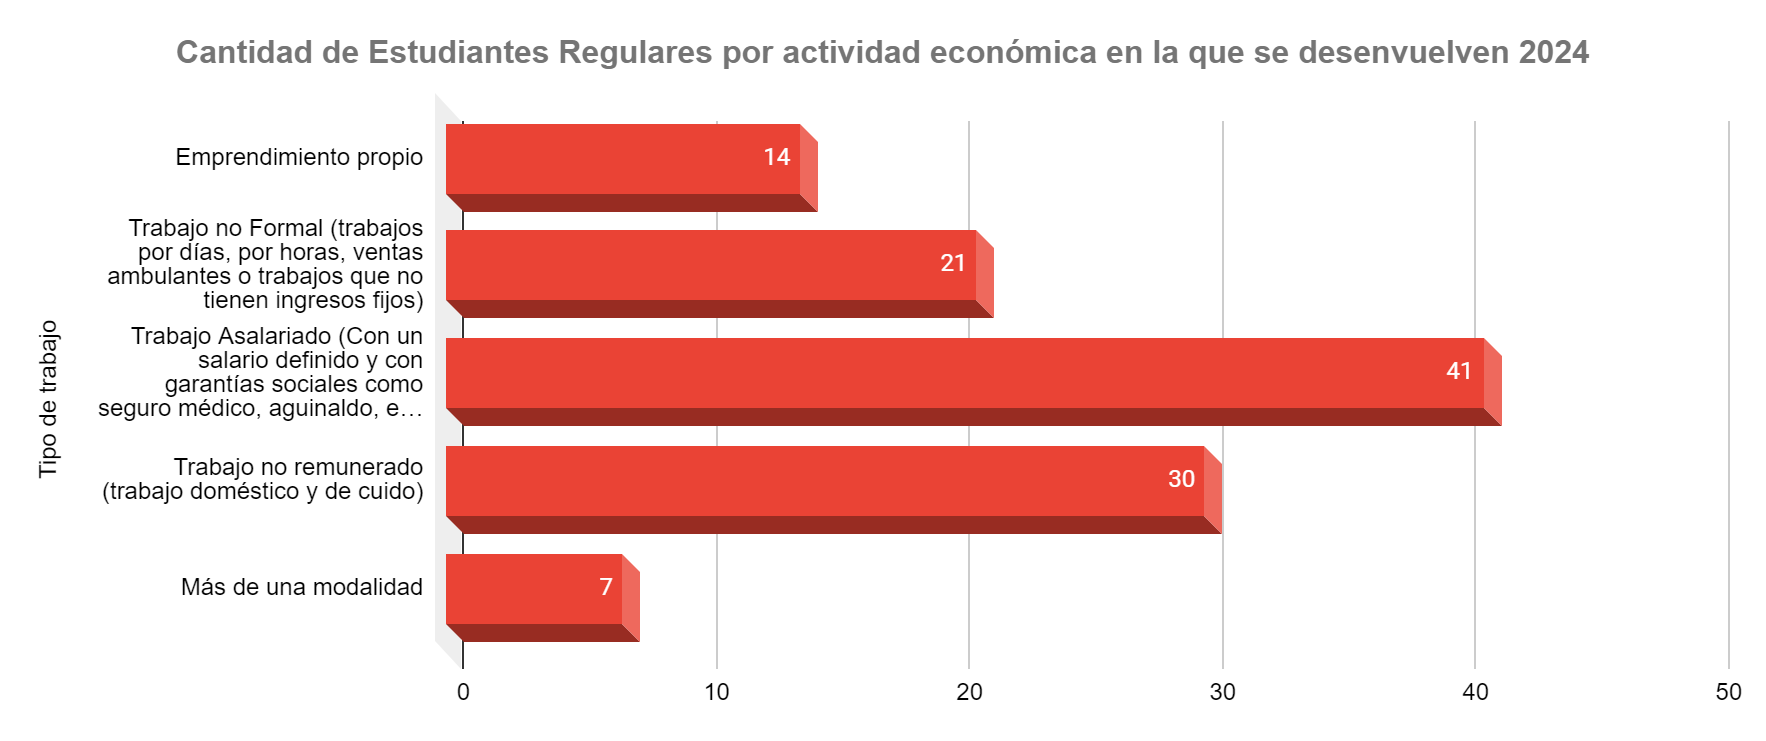 Cantidad de Estudiantes Regulares por actividad económica en la que se desenvuelven 2024
Tipo de trabajo
Emprendimiento propio
14
Trabajo no Formal (trabajos
por días, por horas, ventas
ambulantes o trabajos que no
tienen ingresos fijos)
21
Trabajo Asalariado (Con un
salario definido y con
garantías sociales como
seguro médico, aguinaldo, e…
41
Trabajo no remunerado
(trabajo doméstico y de cuido)
30
Más de una modalidad
7
0 10 20 30 40 50